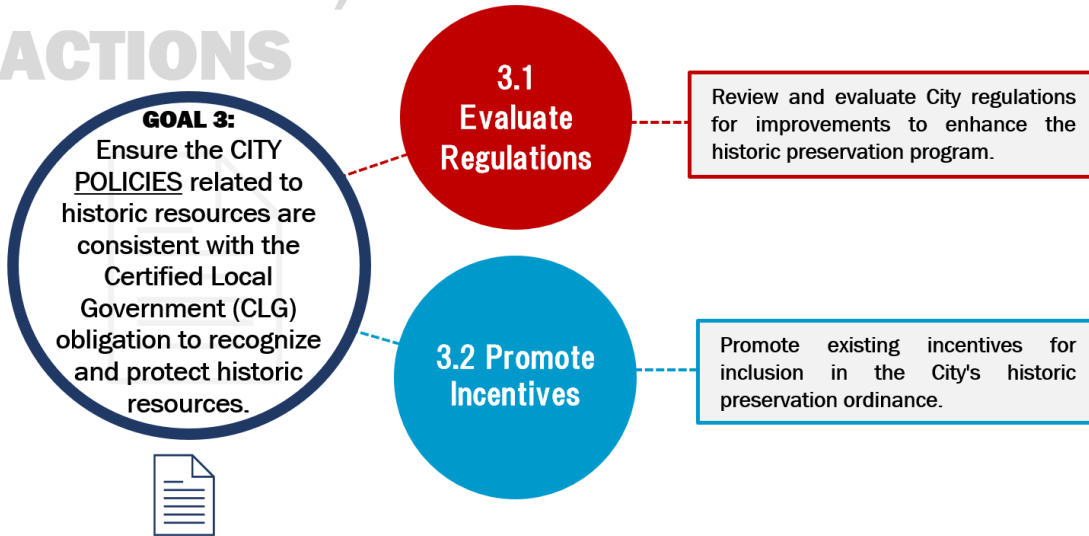 ACTIONS
GOAL 3:
Ensure the CITY
POLICIES related to
historic resources are
consistent with the
Certified Local
Government (CLG)
obligation to recognize
and protect historic
resources.
3.1
Evaluate
Regulations
Review and evaluate City regulations
for improvements to enhance the
historic preservation program.
3.2 Promote
Incentives
Promote existing incentives for
inclusion in the City's historic
preservation ordinance.